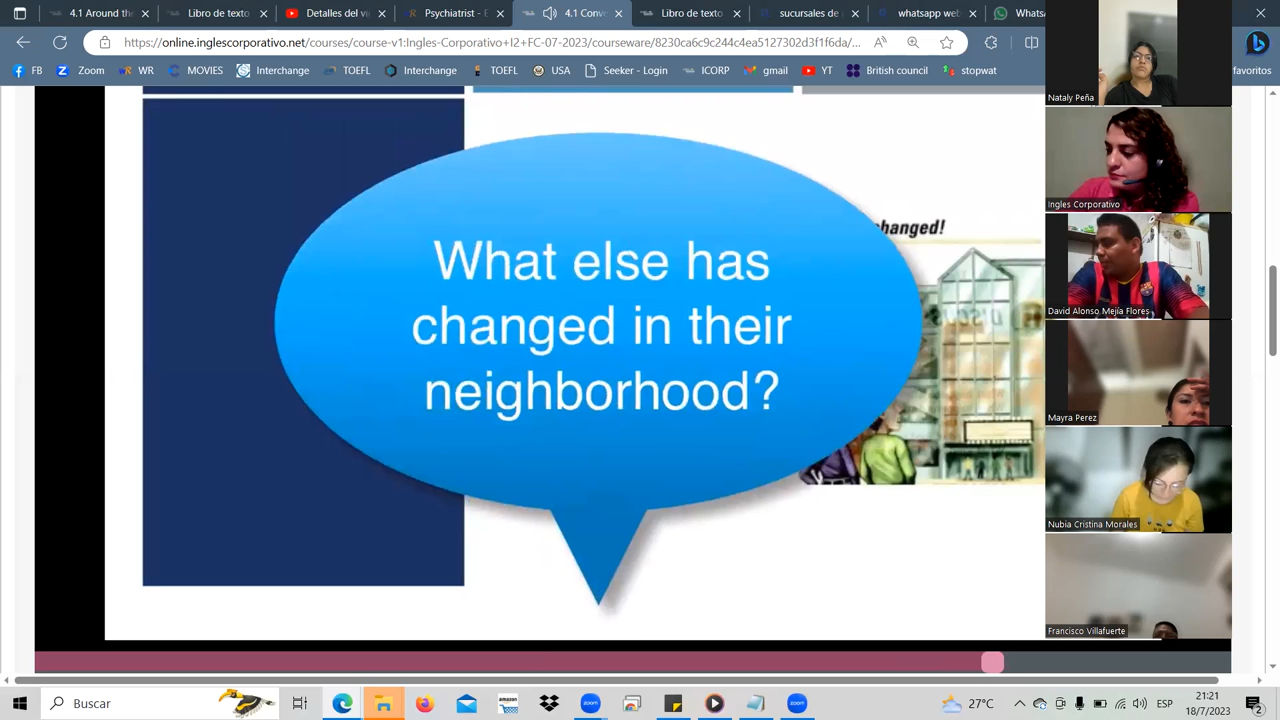 4.1 Around the
Libro de texto
Detalles del vi
Psychiatrist - E
4.1 Conv
Libro de texto
sucursales de
whatsapp web
WhatsA
https://online.inglescorporativo.net/courses/course-v1:Ingles-Corporativo+I2+FC-07-2023/courseware/8230ca6c9c244c4ea5127302d3f1f6da/...
FB
Zoom
WR
MOVIES
Interchange
TOEFL
Interchange
TOEFL
USA
Seeker - Login
ICORP
gmail
YT
British council
stopwat
favoritos
Nataly Peña
Ingles Corporativo
David Alonso Mejía Flores
Mayra Perez
Nubia Cristina Morales
Francisco Villafuerte
changed!
What else has
changed in their
neighborhood?
Buscar
27°C
ESP
21:21
18/7/2023
2